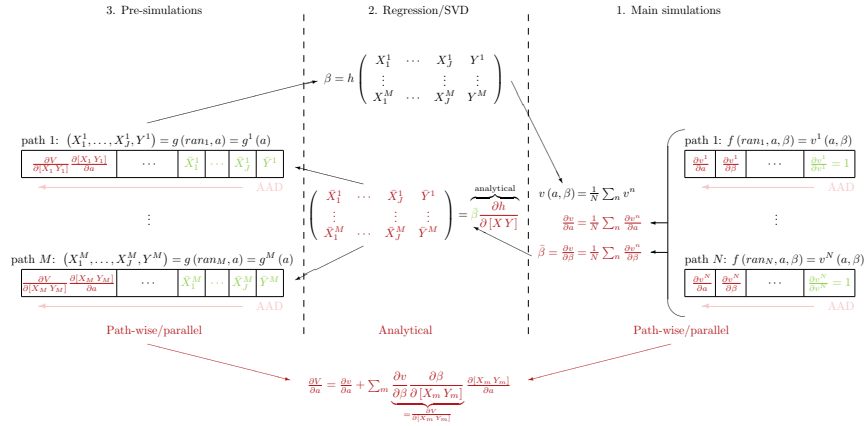 3. Pre-simulations
2. Regression/SVD
1. Main simulations
β = h ( X_1^1 ⋯ X_J^1 Y^1
⋮ ⋮ ⋮
X_1^M ⋯ X_J^M Y^M )
path 1: (X_1^1, …, X_J^1, Y^1) = g (ran_1, a) = g^1 (a)
∂V/∂[X_1 Y_1] ∂[X_1 Y_1]/∂a ⋯ X̄_1^1 ⋯ X̄_J^1 Ȳ^1
AAD
⋮
path M: (X_1^M, …, X_J^M, Y^M) = g (ran_M, a) = g^M (a)
∂V/∂[X_M Y_M] ∂[X_M Y_M]/∂a ⋯ X̄_1^M ⋯ X̄_J^M Ȳ^M
AAD
Path-wise/parallel
analytical
( X̄_1^1 ⋯ X̄_J^1 Ȳ^1
⋮ ⋮ ⋮
X̄_1^M ⋯ X̄_J^M Ȳ^M ) = β̄ ∂h/∂[X Y]
Analytical
v (a, β) = 1/N ∑_n v^n
∂v/∂a = 1/N ∑_n ∂v^n/∂a
β̄ = ∂v/∂β = 1/N ∑_n ∂v^n/∂β
path 1: f (ran_1, a, β) = v^1 (a, β)
∂v^1/∂a ∂v^1/∂β ⋯ ∂v^1/∂v^1 = 1
AAD
⋮
path N: f (ran_N, a, β) = v^N (a, β)
∂v^N/∂a ∂v^N/∂β ⋯ ∂v^N/∂v^N = 1
AAD
Path-wise/parallel
∂V/∂a = ∂v/∂a + ∑_m ∂v/∂β ∂β/∂[X_m Y_m] ∂[X_m Y_m]/∂a
=∂V/∂[X_m Y_m]